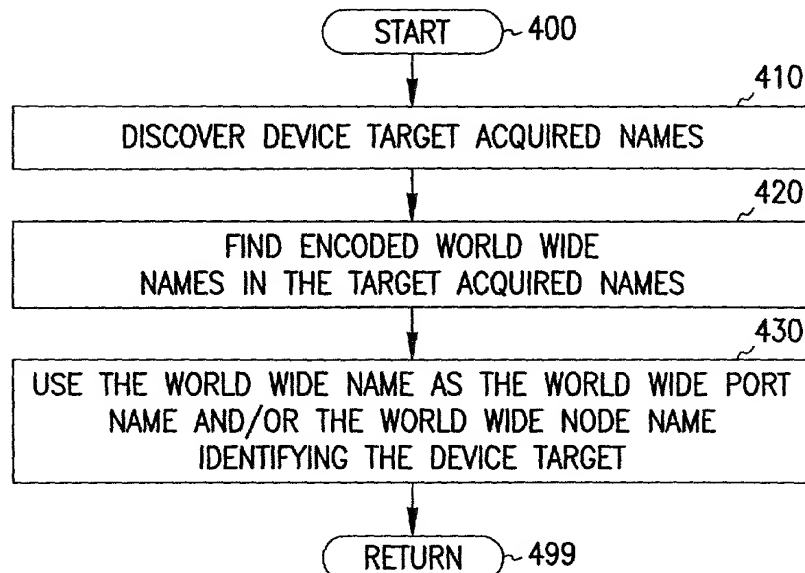 START 400
410
DISCOVER DEVICE TARGET ACQUIRED NAMES
420
FIND ENCODED WORLD WIDE
NAMES IN THE TARGET ACQUIRED NAMES
430
USE THE WORLD WIDE NAME AS THE WORLD WIDE PORT
NAME AND/OR THE WORLD WIDE NODE NAME
IDENTIFYING THE DEVICE TARGET
RETURN 499